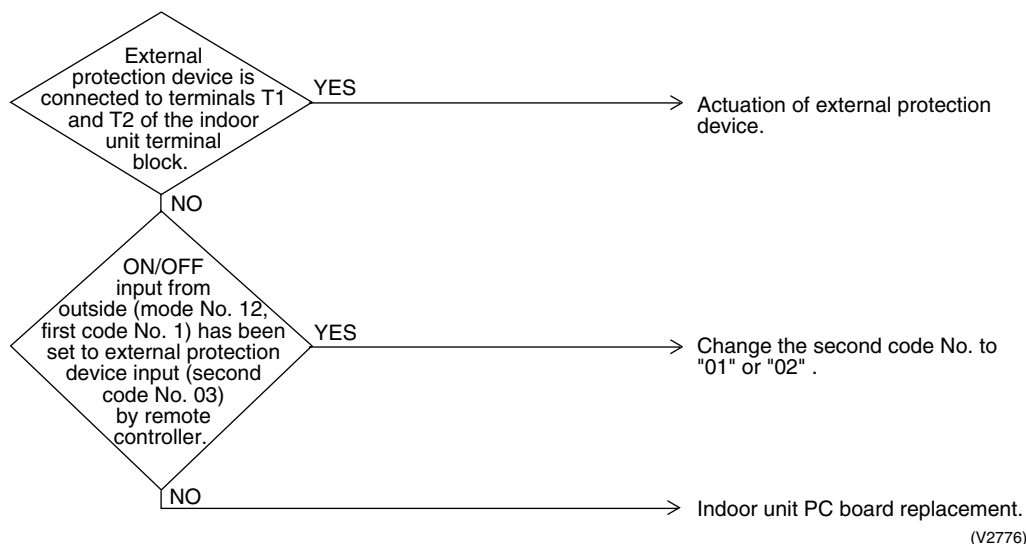 External
protection device is
connected to terminals T1
and T2 of the indoor
unit terminal
block.
YES
Actuation of external protection
device.
NO
ON/OFF
input from
outside (mode No. 12,
first code No. 1) has been
set to external protection
device input (second
code No. 03)
by remote
controller.
YES
Change the second code No. to
"01" or "02" .
NO
Indoor unit PC board replacement.
(V2776)